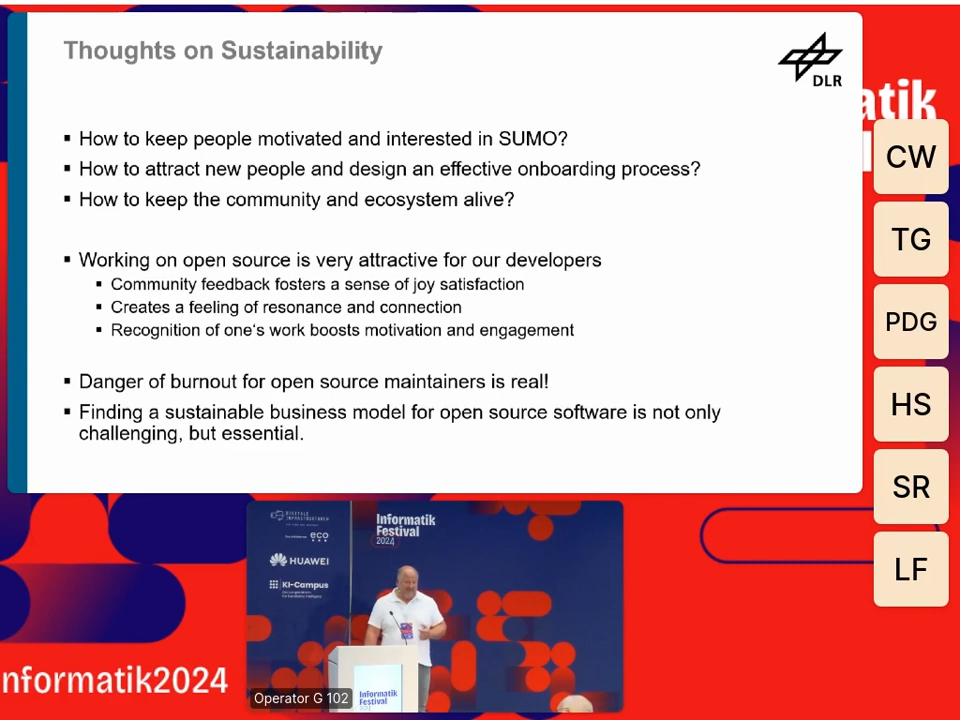 Thoughts on Sustainability
DLR
▪ How to keep people motivated and interested in SUMO?
▪ How to attract new people and design an effective onboarding process?
▪ How to keep the community and ecosystem alive?
▪ Working on open source is very attractive for our developers
▪ Community feedback fosters a sense of joy satisfaction
▪ Creates a feeling of resonance and connection
▪ Recognition of one's work boosts motivation and engagement
▪ Danger of burnout for open source maintainers is real!
▪ Finding a sustainable business model for open source software is not only
challenging, but essential.
atik
CW
TG
PDG
HS
SR
LF
eco
HUAWEI
KI-Campus
Informatik
Festival
2024
Operator G 102
Informatik
Festival
nformatik2024